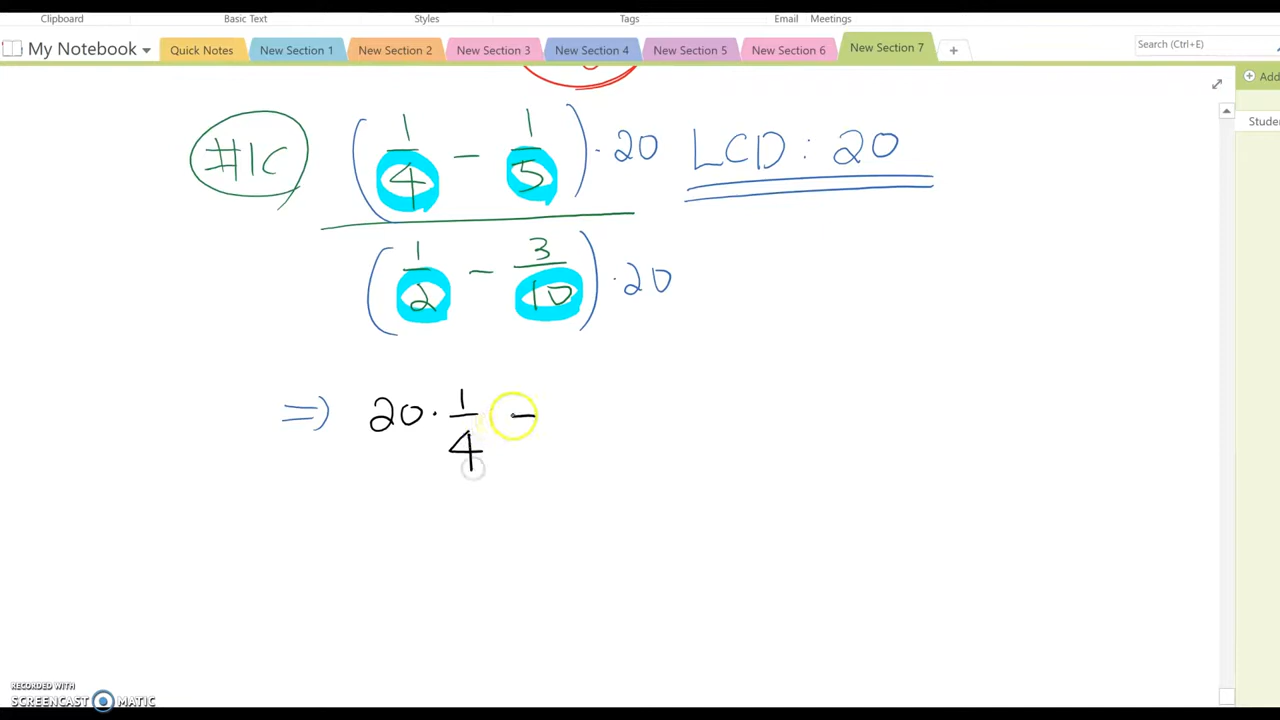 Clipboard Basic Text Styles Tags Email Meetings
My Notebook Quick Notes New Section 1 New Section 2 New Section 3 New Section 4 New Section 5 New Section 6 New Section 7 + Search (Ctrl+E)
Add
Studen
#1c (1/4 - 1/5) · 20 LCD : 20
(1/2 - 3/10) · 20
⇒ 20 · 1/4 -
RECORDED WITH
SCREENCAST MATIC